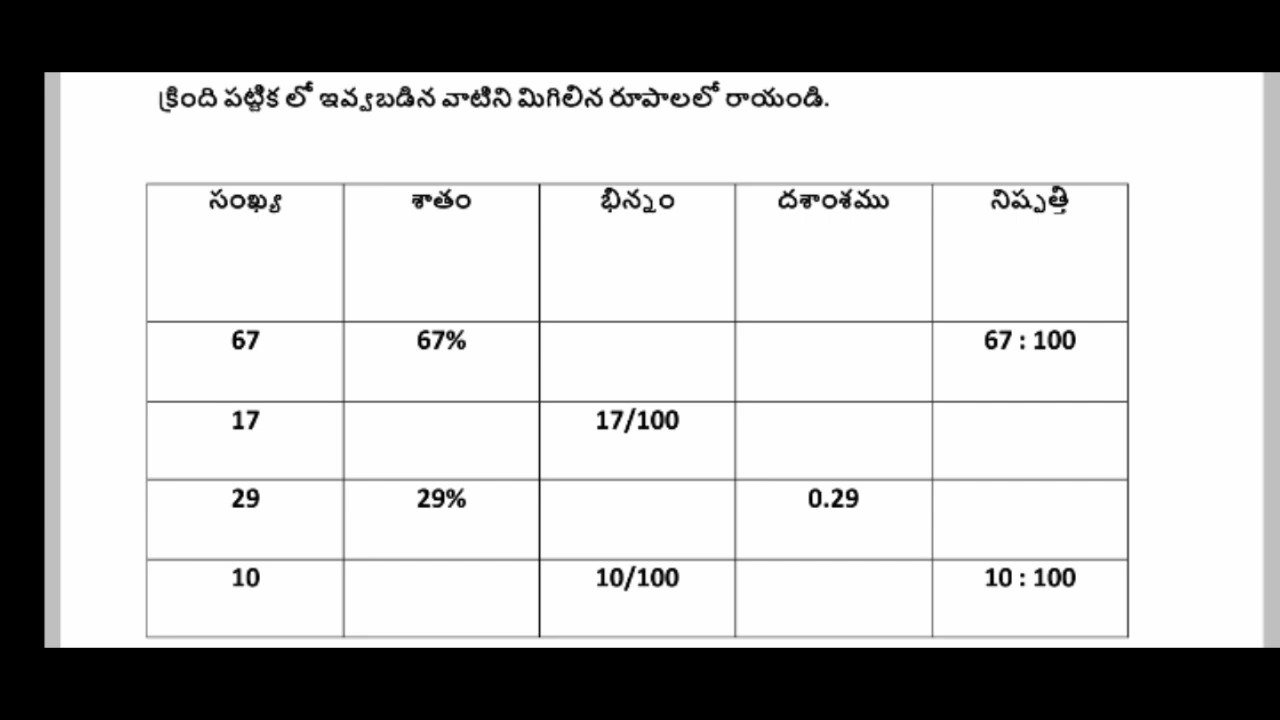 క్రింది పట్టిక లో ఇవ్వబడిన వాటిని మిగిలిన రూపాలలో రాయండి.
సంఖ్య శాతం భిన్నం దశాంశము నిష్పత్తి
67 67% 67 : 100
17 17/100
29 29% 0.29
10 10/100 10 : 100